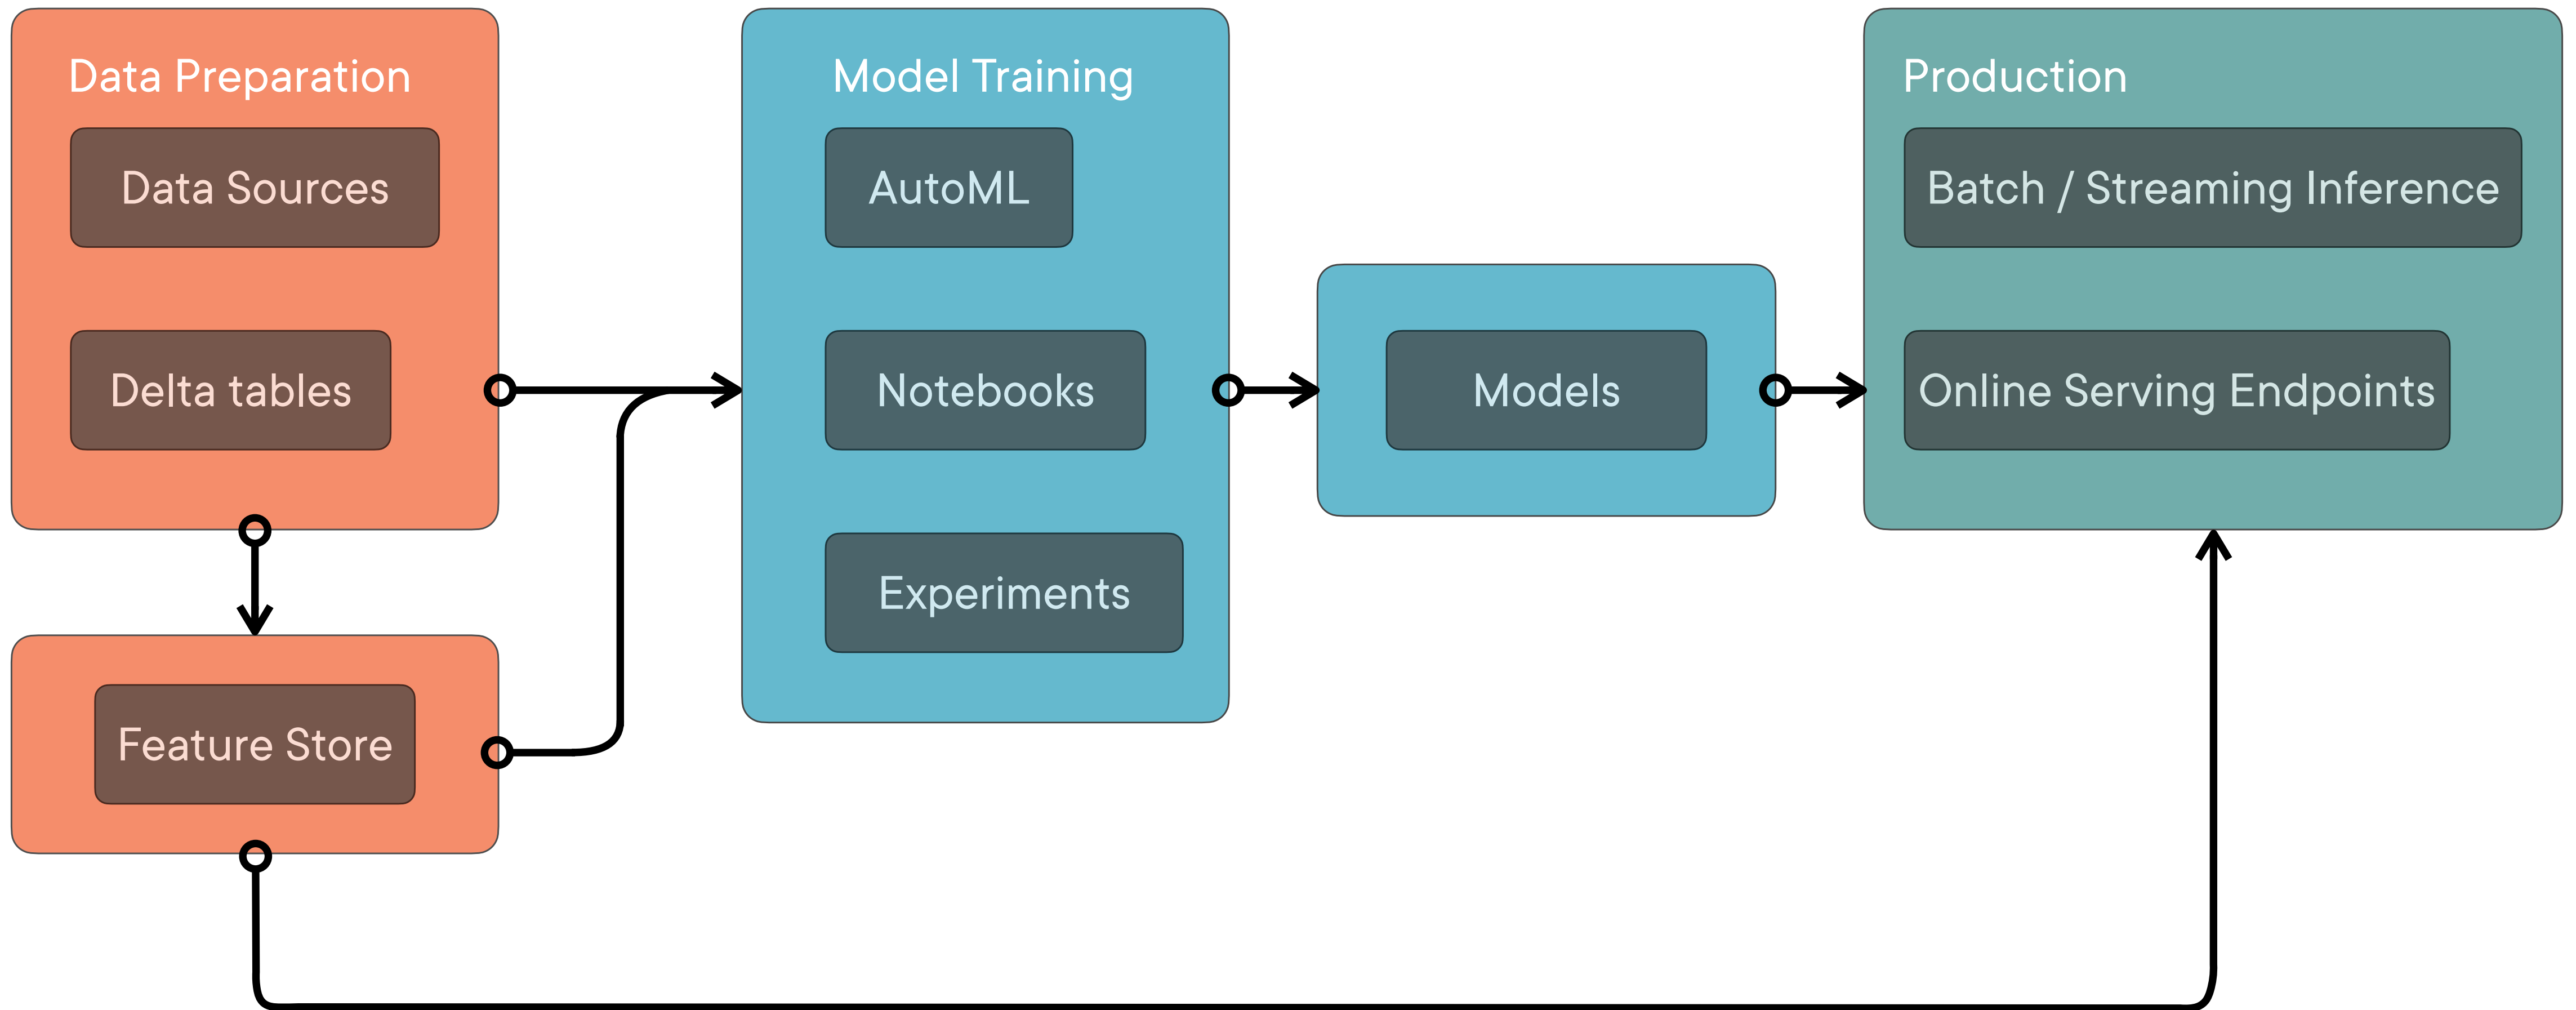 Data Preparation
Data Sources
Delta tables
Feature Store
Model Training
AutoML
Notebooks
Experiments
Models
Production
Batch / Streaming Inference
Online Serving Endpoints